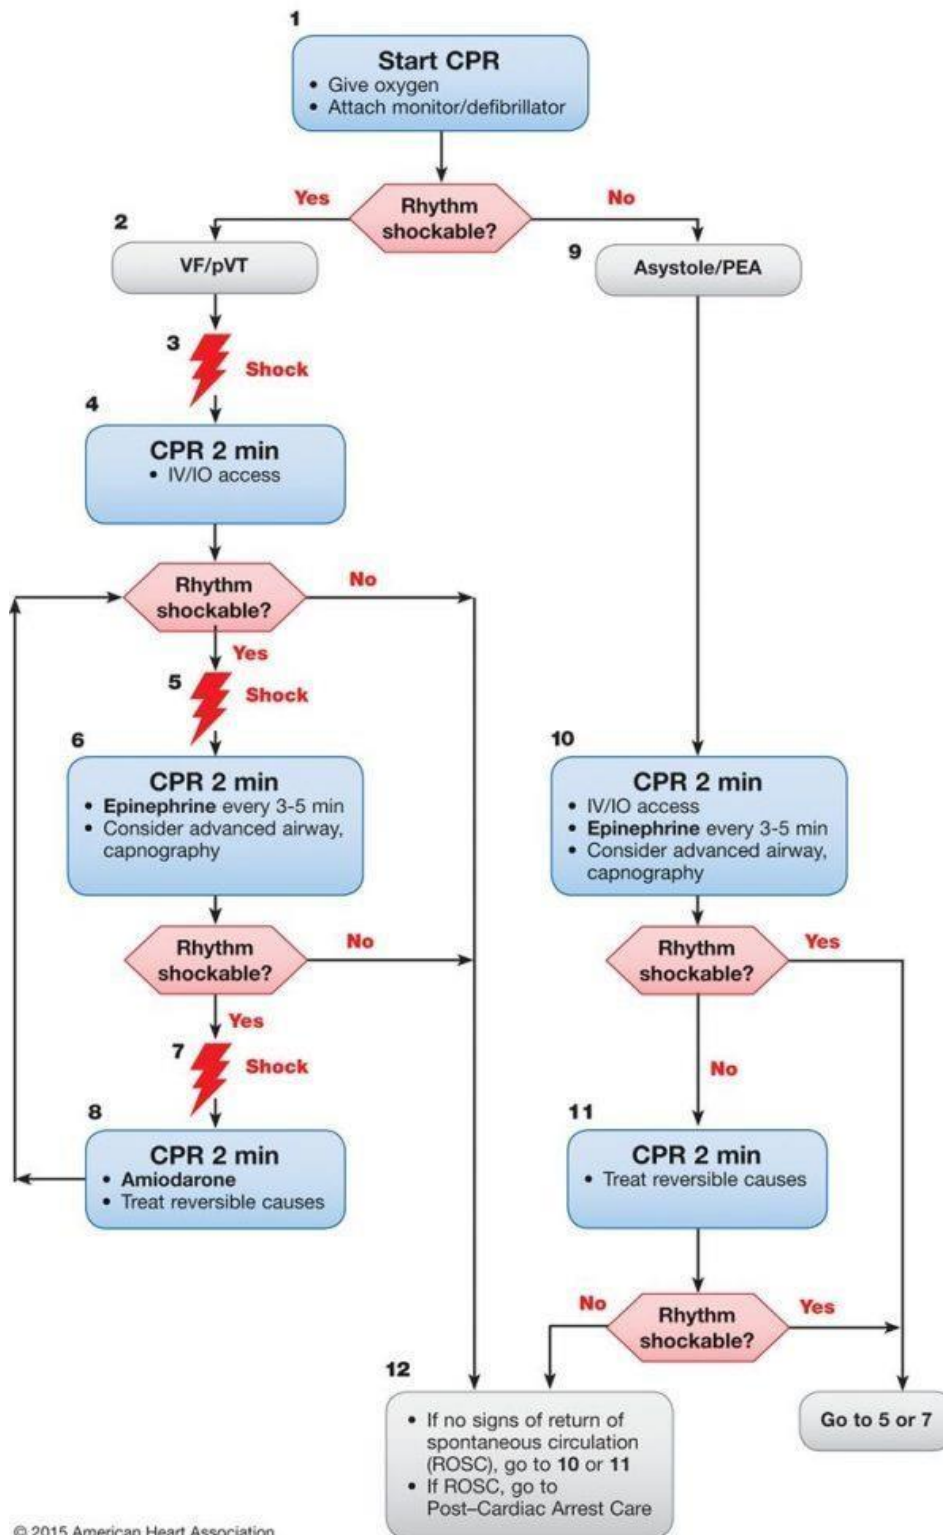 1
Start CPR
• Give oxygen
• Attach monitor/defibrillator
Rhythm
shockable?
Yes
No
2
VF/pVT
9
Asystole/PEA
3
Shock
4
CPR 2 min
• IV/IO access
Rhythm
shockable?
No
Yes
5
Shock
6
CPR 2 min
• Epinephrine every 3-5 min
• Consider advanced airway,
capnography
10
CPR 2 min
• IV/IO access
• Epinephrine every 3-5 min
• Consider advanced airway,
capnography
Rhythm
shockable?
No
Yes
Rhythm
shockable?
Yes
No
7
Shock
8
CPR 2 min
• Amiodarone
• Treat reversible causes
11
CPR 2 min
• Treat reversible causes
Rhythm
shockable?
No
Yes
12
• If no signs of return of
spontaneous circulation
(ROSC), go to 10 or 11
• If ROSC, go to
Post–Cardiac Arrest Care
Go to 5 or 7
© 2015 American Heart Association